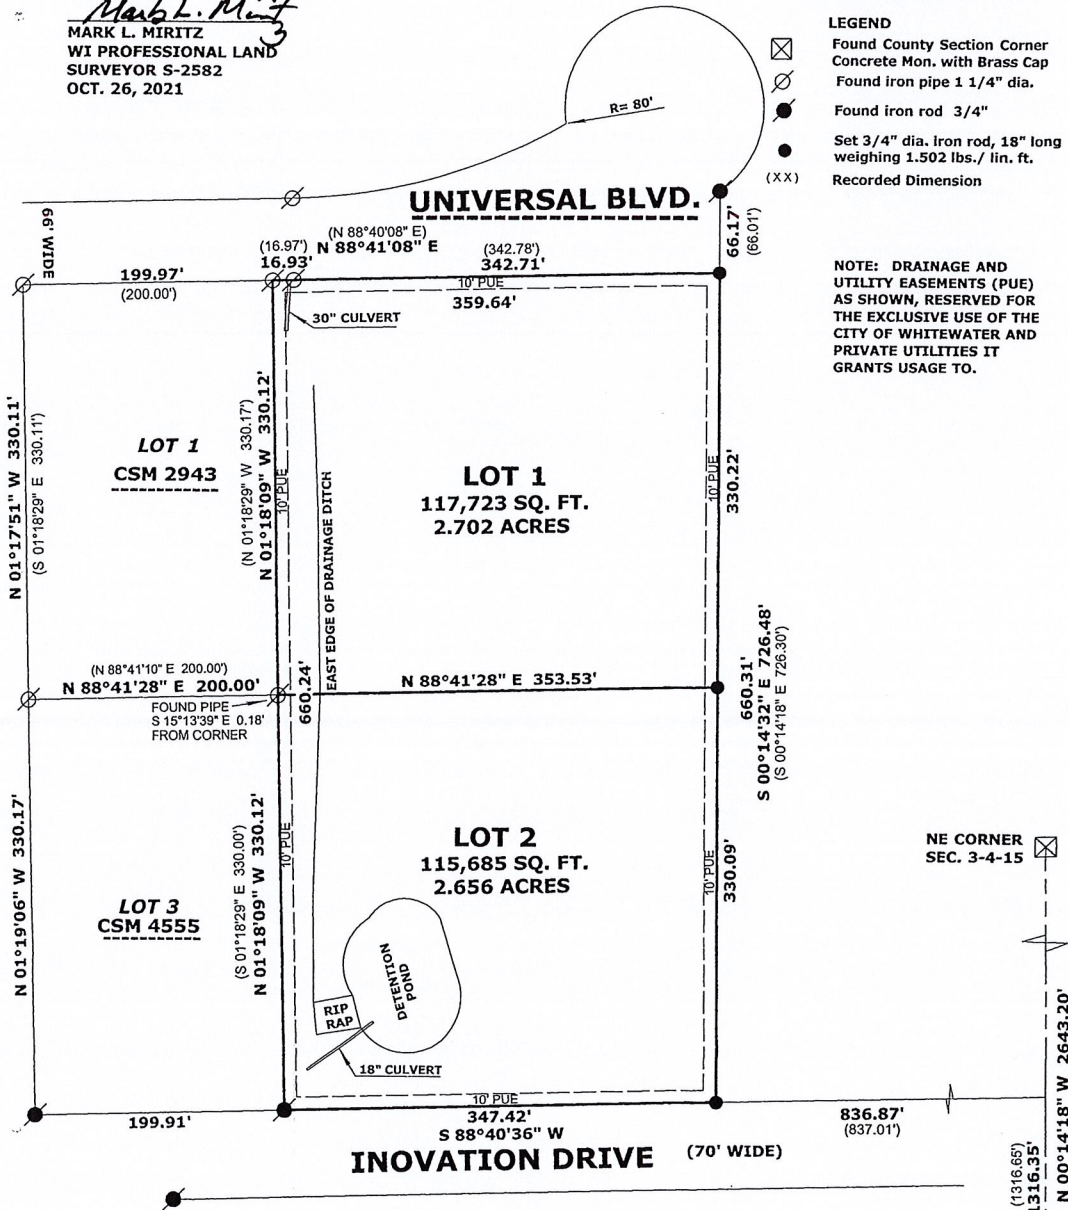 Mark L. Miritz
MARK L. MIRITZ
WI PROFESSIONAL LAND
SURVEYOR S-2582
OCT. 26, 2021
LEGEND
Found County Section Corner
Concrete Mon. with Brass Cap
Found iron pipe 1 1/4" dia.
Found iron rod 3/4"
Set 3/4" dia. iron rod, 18" long
weighing 1.502 lbs./ lin. ft.
(XX) Recorded Dimension
NOTE: DRAINAGE AND
UTILITY EASEMENTS (PUE)
AS SHOWN, RESERVED FOR
THE EXCLUSIVE USE OF THE
CITY OF WHITEWATER AND
PRIVATE UTILITIES IT
GRANTS USAGE TO.
R= 80'
UNIVERSAL BLVD.
66' WIDE
66.17'
(66.01')
(N 88°40'08" E)
N 88°41'08" E
(16.97')
16.93'
(342.78')
342.71'
199.97'
(200.00')
10' PUE
359.64'
30" CULVERT
N 01°17'51" W 330.11'
(S 01°18'29" E 330.11')
LOT 1
CSM 2943
(N 01°18'29" W 330.17')
N 01°18'09" W 330.12'
10' PUE
EAST EDGE OF DRAINAGE DITCH
LOT 1
117,723 SQ. FT.
2.702 ACRES
10' PUE
330.22'
(N 88°41'10" E 200.00')
N 88°41'28" E 200.00'
FOUND PIPE
S 15°13'39" E 0.18'
FROM CORNER
660.24'
N 88°41'28" E 353.53'
660.31'
S 00°14'32" E 726.48'
(S 00°14'18" E 726.30')
N 01°19'06" W 330.17'
LOT 3
CSM 4555
(S 01°18'29" E 330.00')
N 01°18'09" W 330.12'
10' PUE
LOT 2
115,685 SQ. FT.
2.656 ACRES
10' PUE
330.09'
NE CORNER
SEC. 3-4-15
DETENTION
POND
RIP
RAP
18" CULVERT
10' PUE
199.91'
347.42'
S 88°40'36" W
836.87'
(837.01')
INOVATION DRIVE (70' WIDE)
(1316.65')
1316.35'
N 00°14'18" W 2643.20'